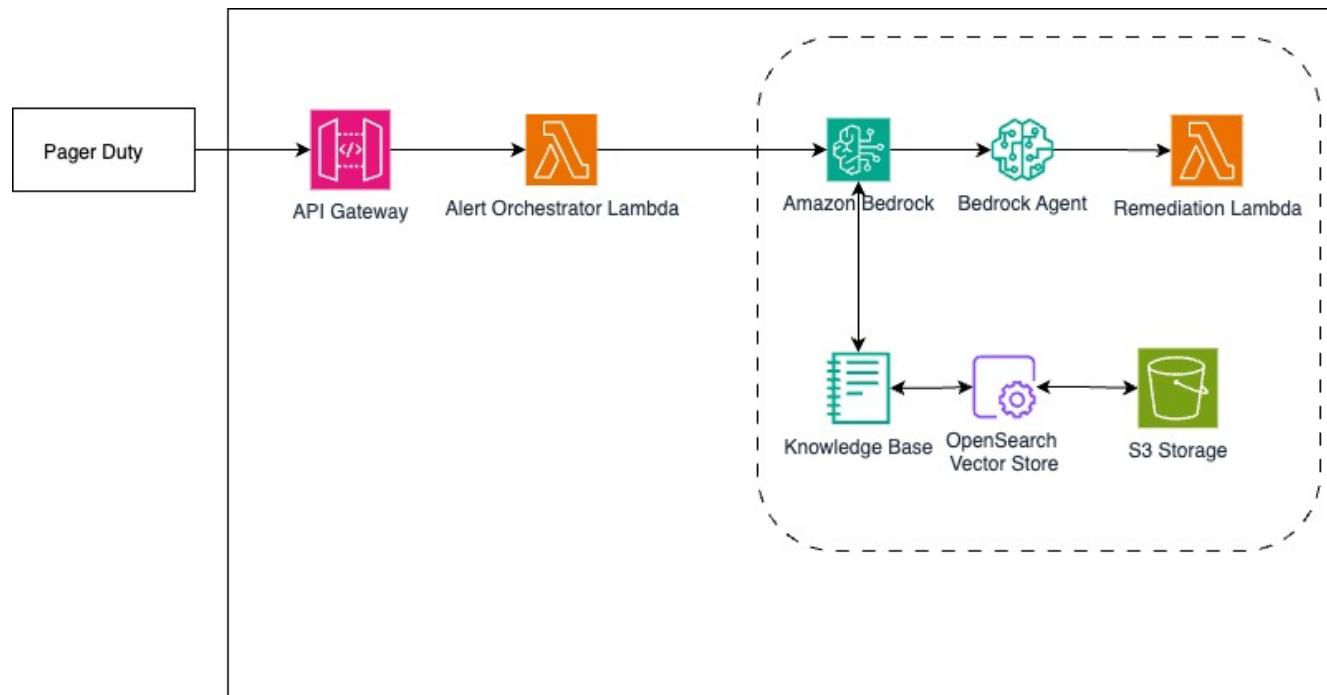 Pager Duty
API Gateway
Alert Orchestrator Lambda
Amazon Bedrock
Bedrock Agent
Remediation Lambda
Knowledge Base
OpenSearch
Vector Store
S3 Storage